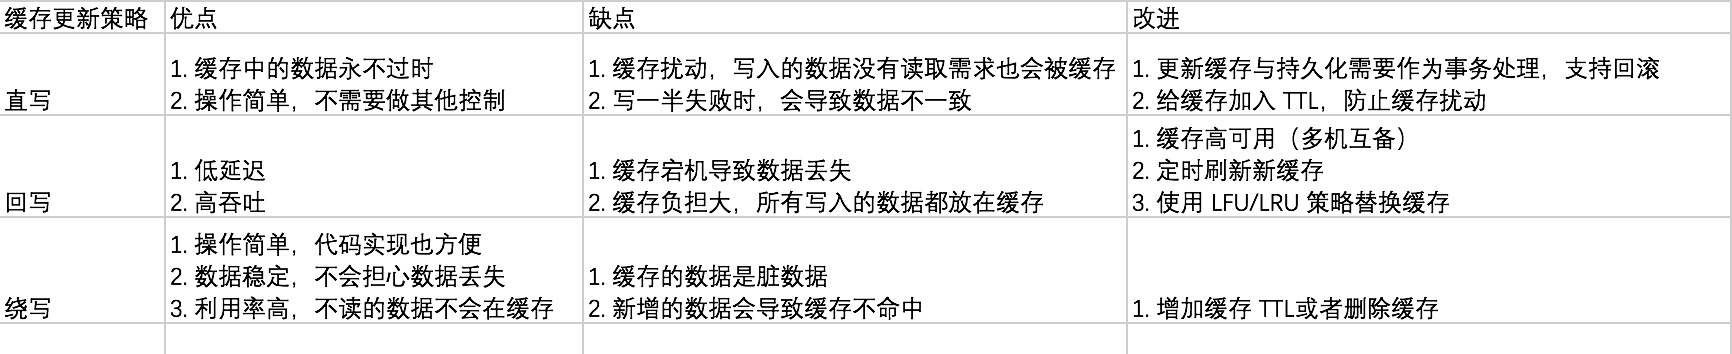 缓存更新策略 优点 缺点 改进
直写
1. 缓存中的数据永不过时
2. 操作简单，不需要做其他控制
1. 缓存扰动，写入的数据没有读取需求也会被缓存
2. 写一半失败时，会导致数据不一致
1. 更新缓存与持久化需要作为事务处理，支持回滚
2. 给缓存加入 TTL，防止缓存扰动
回写
1. 低延迟
2. 高吞吐
1. 缓存宕机导致数据丢失
2. 缓存负担大，所有写入的数据都放在缓存
1. 缓存高可用（多机互备）
2. 定时刷新新缓存
3. 使用 LFU/LRU 策略替换缓存
绕写
1. 操作简单，代码实现也方便
2. 数据稳定，不会担心数据丢失
3. 利用率高，不读的数据不会在缓存
1. 缓存的数据是脏数据
2. 新增的数据会导致缓存不命中
1. 增加缓存 TTL或者删除缓存